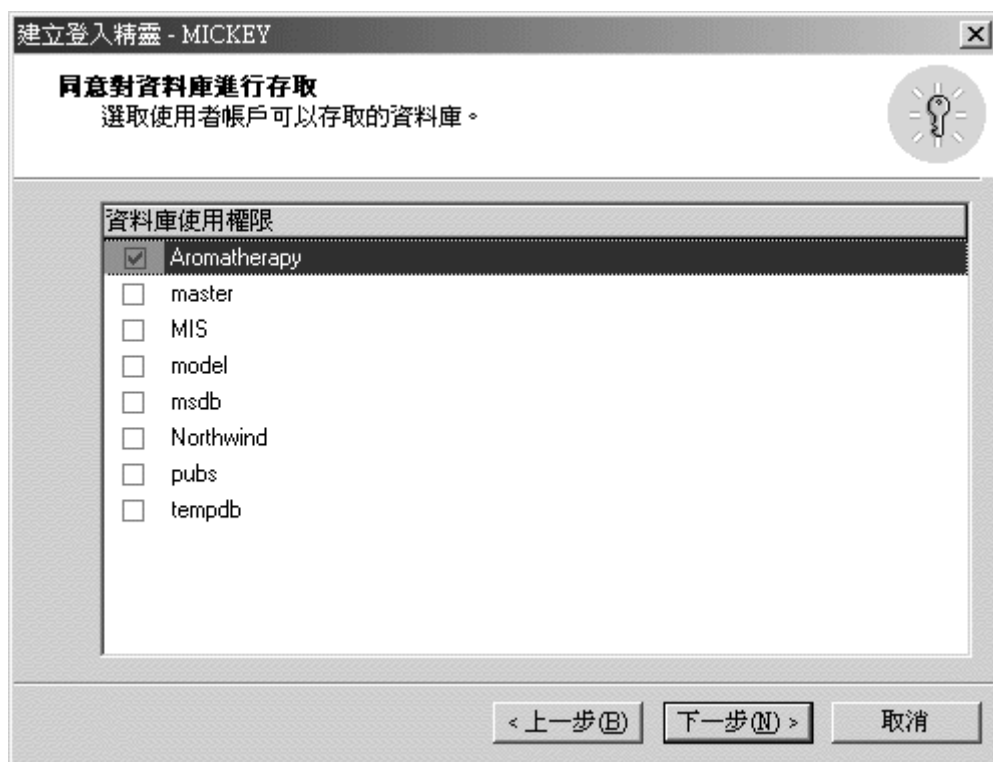 建立登入精靈 - MICKEY
同意對資料庫進行存取
選取使用者帳戶可以存取的資料庫。
資料庫使用權限
Aromatherapy
master
MIS
model
msdb
Northwind
pubs
tempdb
< 上一步(B)
下一步(N) >
取消